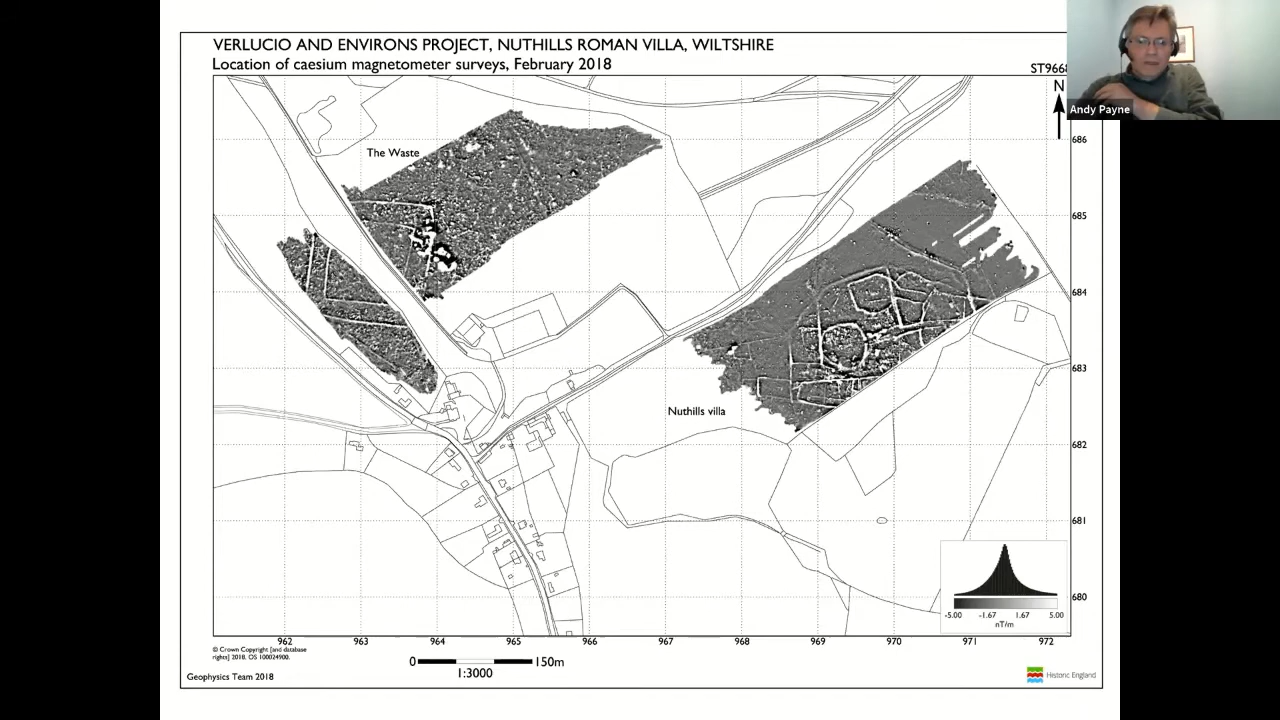 VERLUCIO AND ENVIRONS PROJECT, NUTHILLS ROMAN VILLA, WILTSHIRE
Location of caesium magnetometer surveys, February 2018
ST9668
N
Andy Payne
The Waste
686
685
684
683
Nuthills villa
682
681
680
-5.00 -1.67 1.67 5.00
nT/m
962 963 964 965 966 967 968 969 970 971 972
© Crown Copyright [and database
rights] 2018. OS 100024900.
0 150m
1:3000
Geophysics Team 2018
Historic England